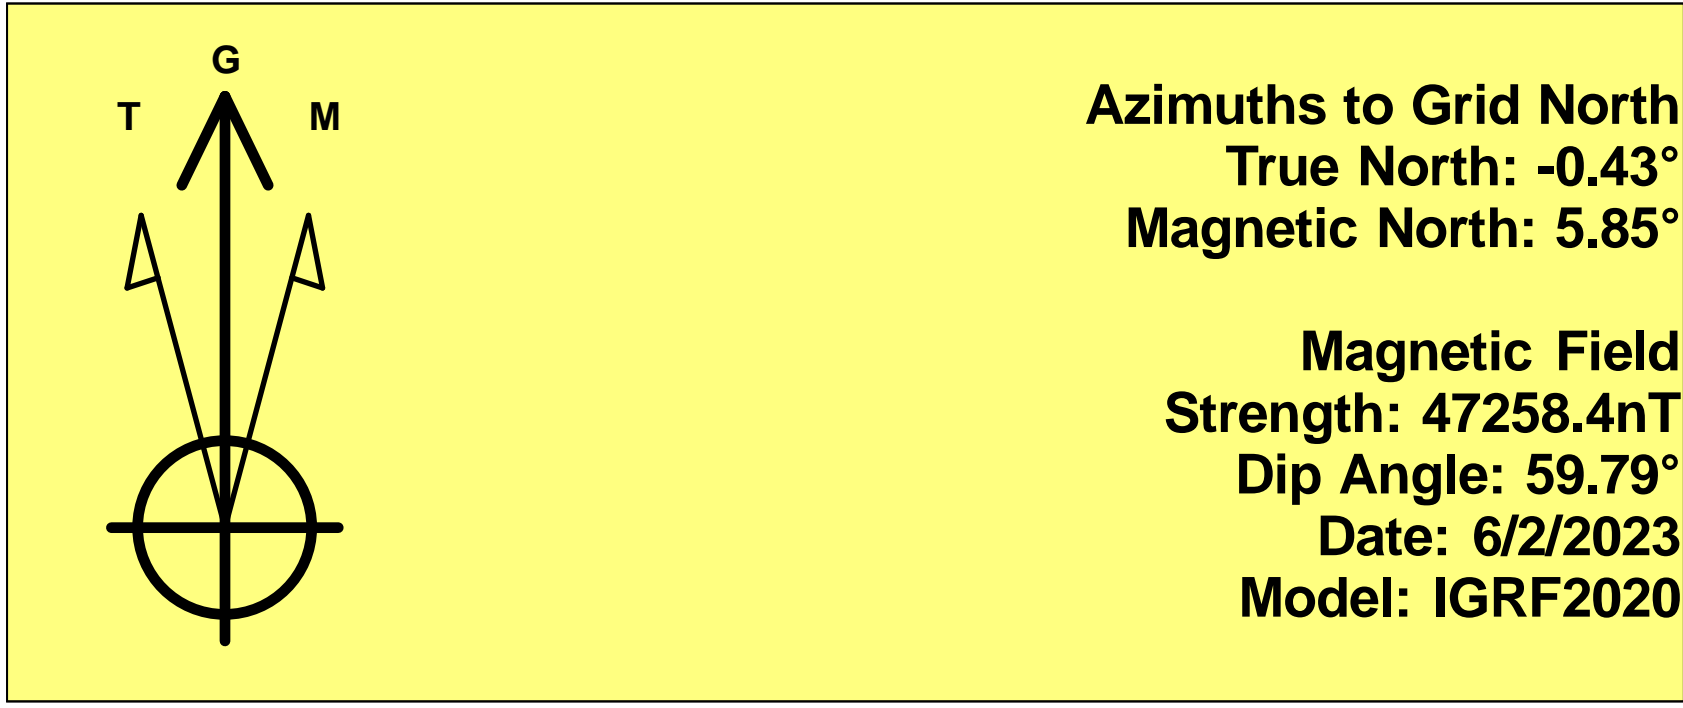 G
T
M
Azimuths to Grid North
True North: -0.43°
Magnetic North: 5.85°
Magnetic Field
Strength: 47258.4nT
Dip Angle: 59.79°
Date: 6/2/2023
Model: IGRF2020